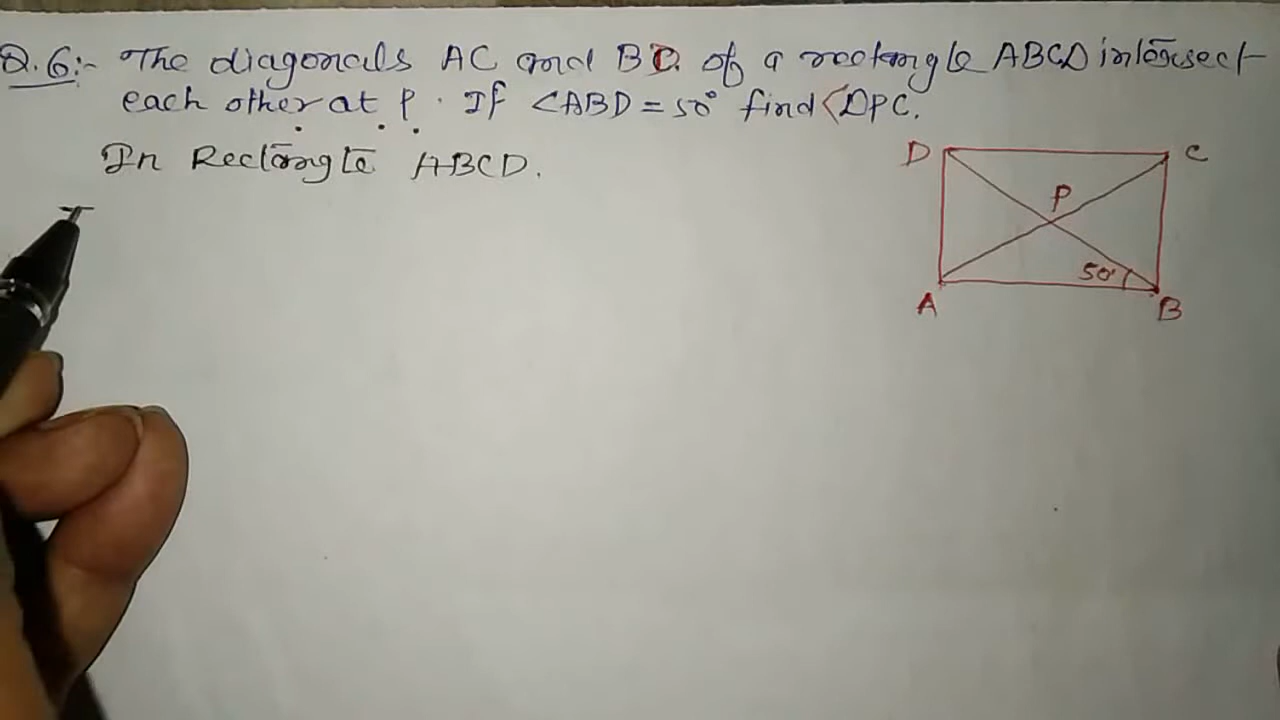 Q.6:- The diagonals AC and BD. of a rectangle ABCD intersect
each other at P. If ∠ABD = 50° find ∠DPC.
In Rectangle ABCD.
D C
P
50°
A B